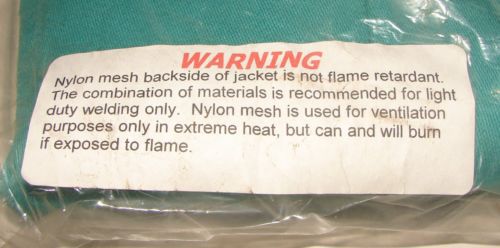 WARNING
Nylon mesh backside of jacket is not flame retardant.
The combination of materials is recommended for light
duty welding only.  Nylon mesh is used for ventilation
purposes only in extreme heat, but can and will burn
if exposed to flame.